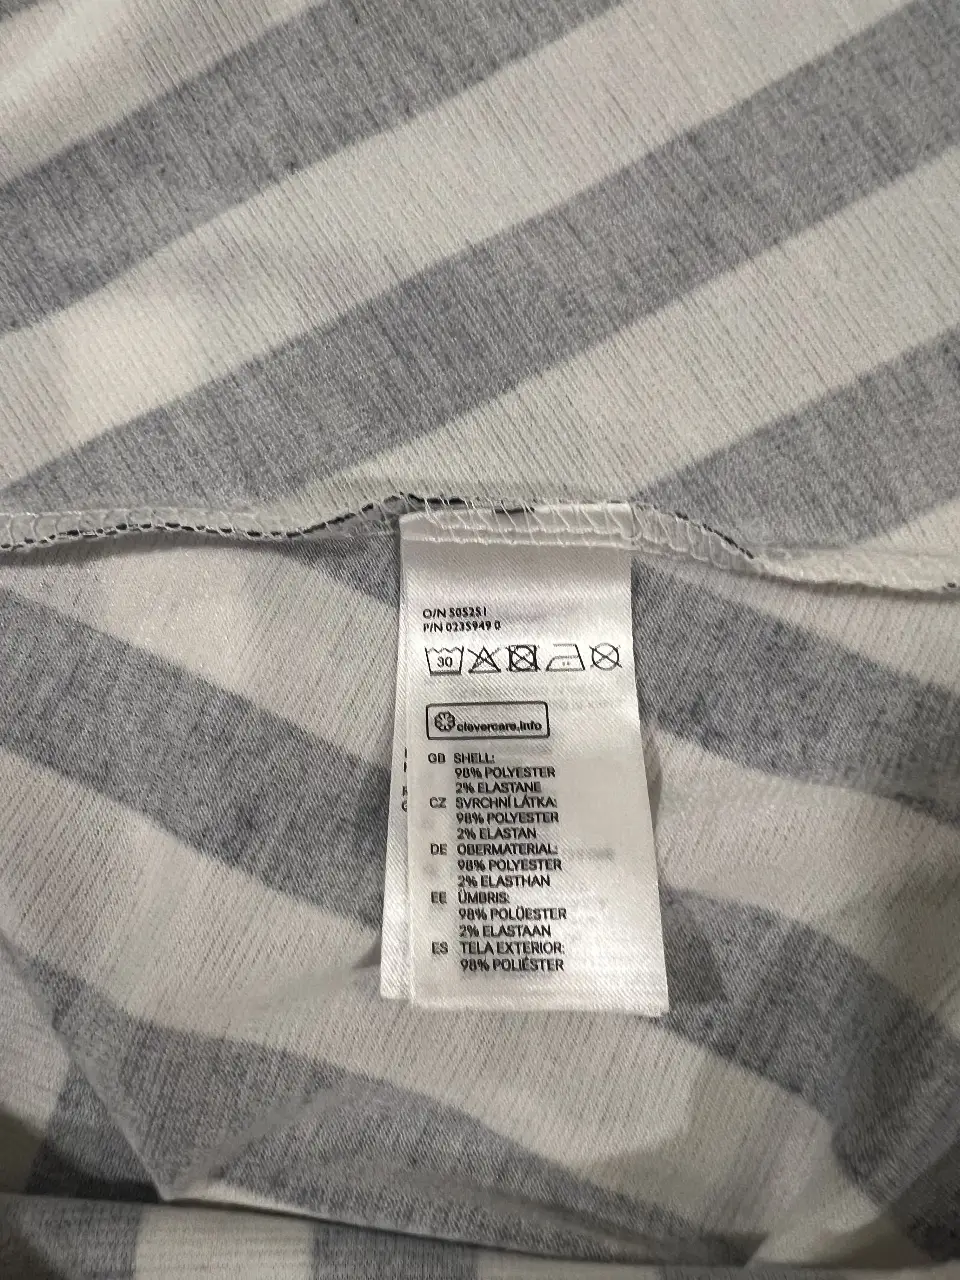 O/N 505251
P/N 0235949 0
30
clevercare.info
GB SHELL:
98% POLYESTER
2% ELASTANE
CZ SVRCHNÍ LÁTKA:
98% POLYESTER
2% ELASTAN
DE OBERMATERIAL:
98% POLYESTER
2% ELASTHAN
EE ÜMBRIS:
98% POLÜESTER
2% ELASTAAN
ES TELA EXTERIOR:
98% POLIÉSTER